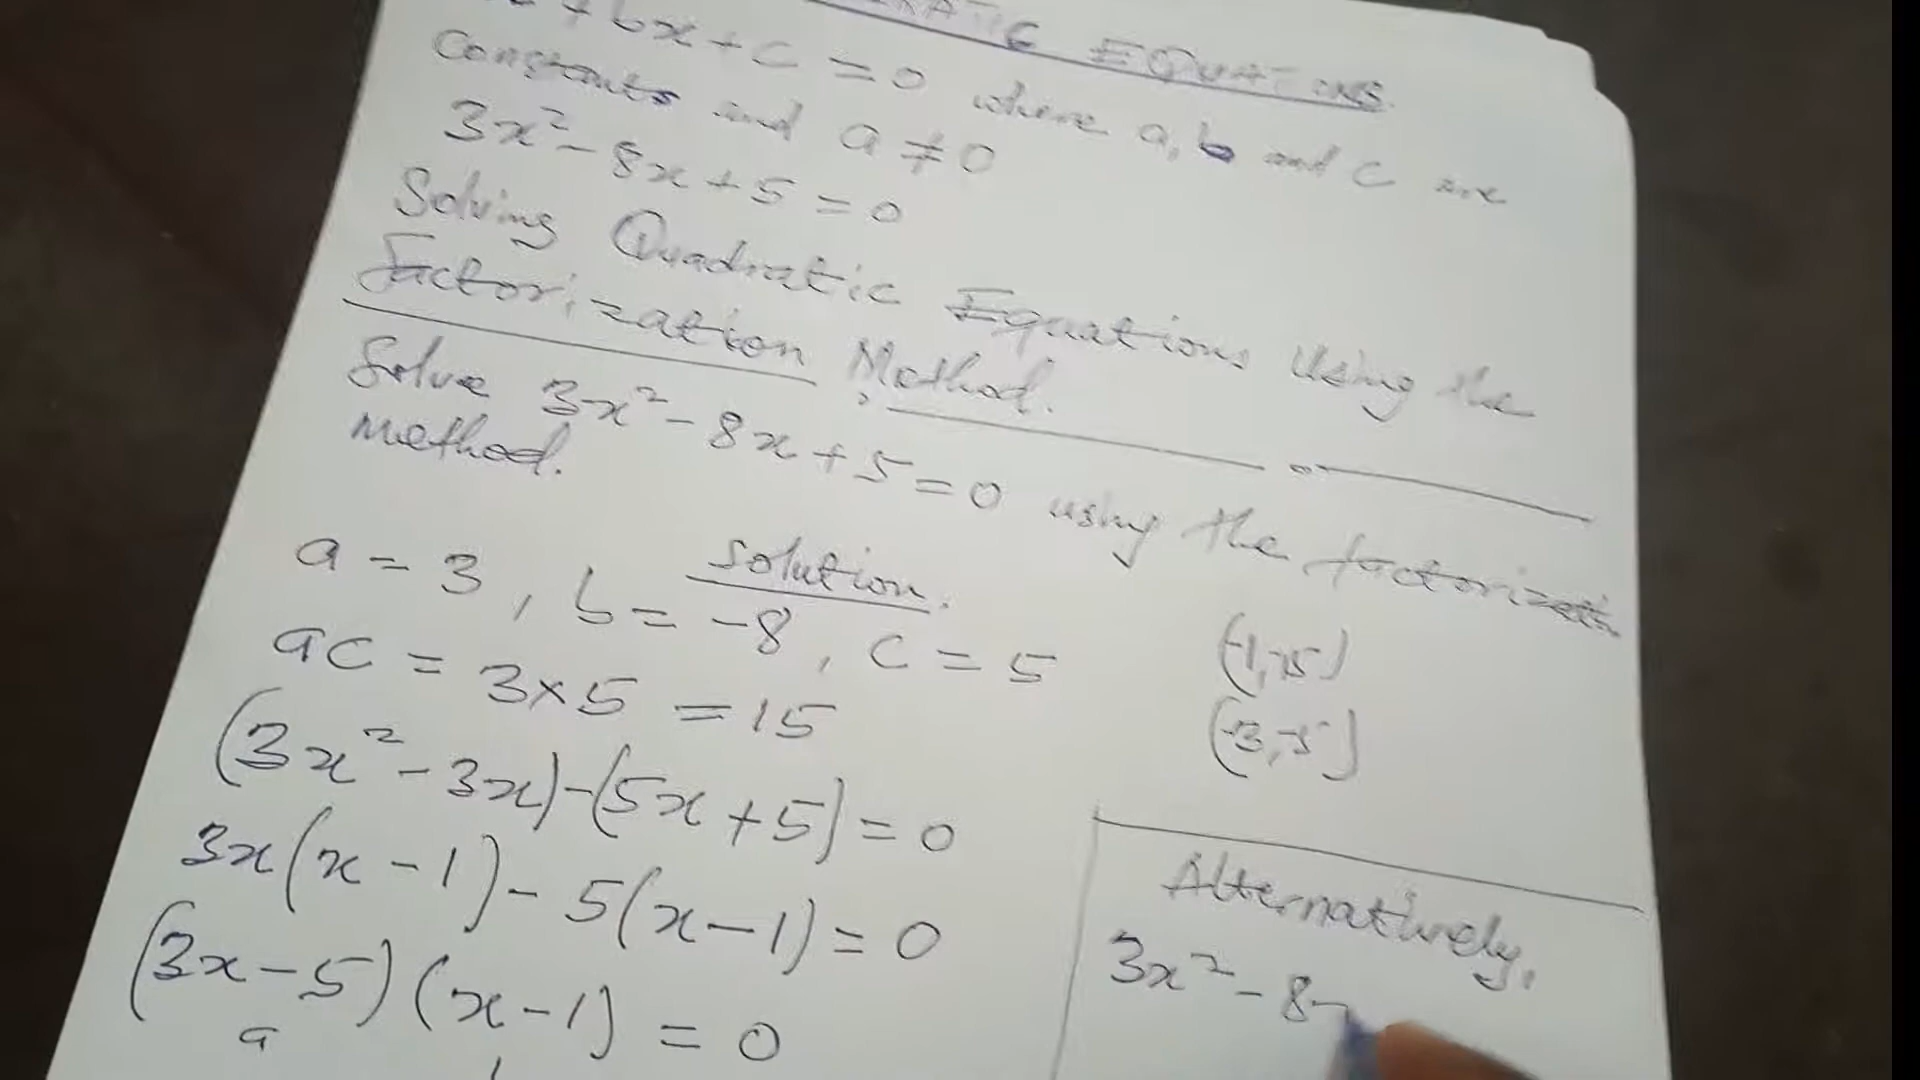 EQUATIONS.
+ bx + c = 0 where a, b and c are
constants and a ≠ 0
3x² - 8x + 5 = 0
Solving Quadratic Equations Using the
Factorization Method.
Solve 3x² - 8x + 5 = 0 using the
method.
solution.
a = 3, b = -8, c = 5
ac = 3×5 = 15
(-1,-15)
(-3,-5)
(3x² - 3x) - (5x + 5) = 0
3x(x - 1) - 5(x - 1) = 0
(3x - 5)(x - 1) = 0
a
Alternatively,
3x² - 8